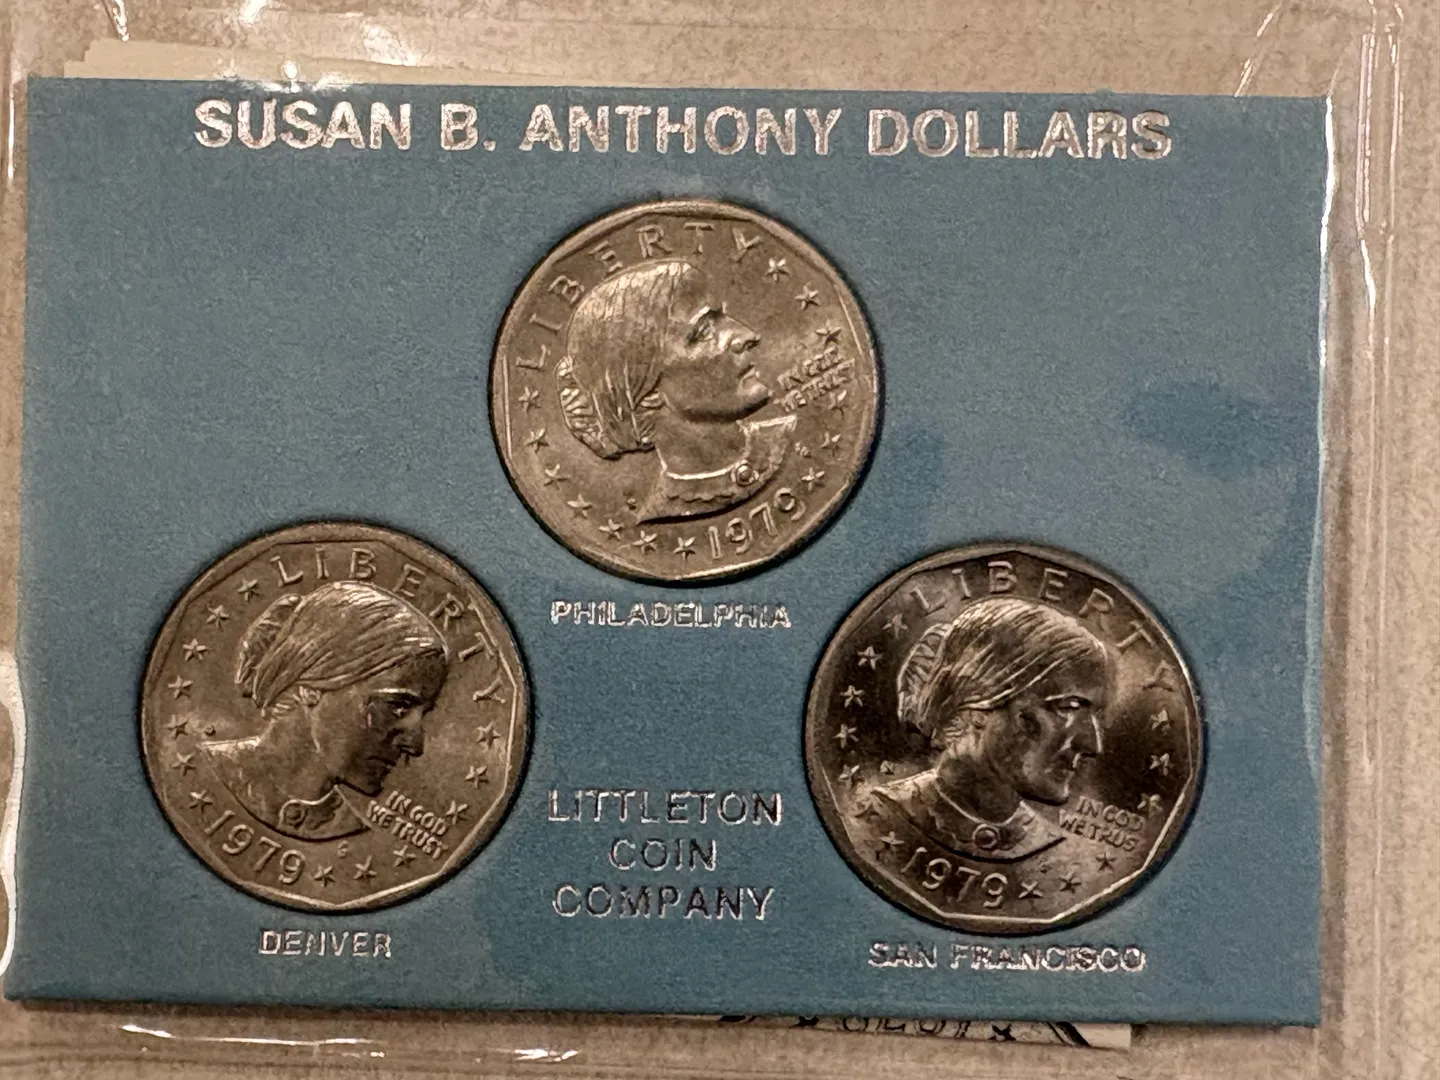 SUSAN B. ANTHONY DOLLARS
LIBERTY
IN GOD
WE TRUST
1979
PHILADELPHIA
LIBERTY
IN GOD
WE TRUST
1979
DENVER
LITTLETON
COIN
COMPANY
LIBERTY
IN GOD
WE TRUST
1979
SAN FRANCISCO